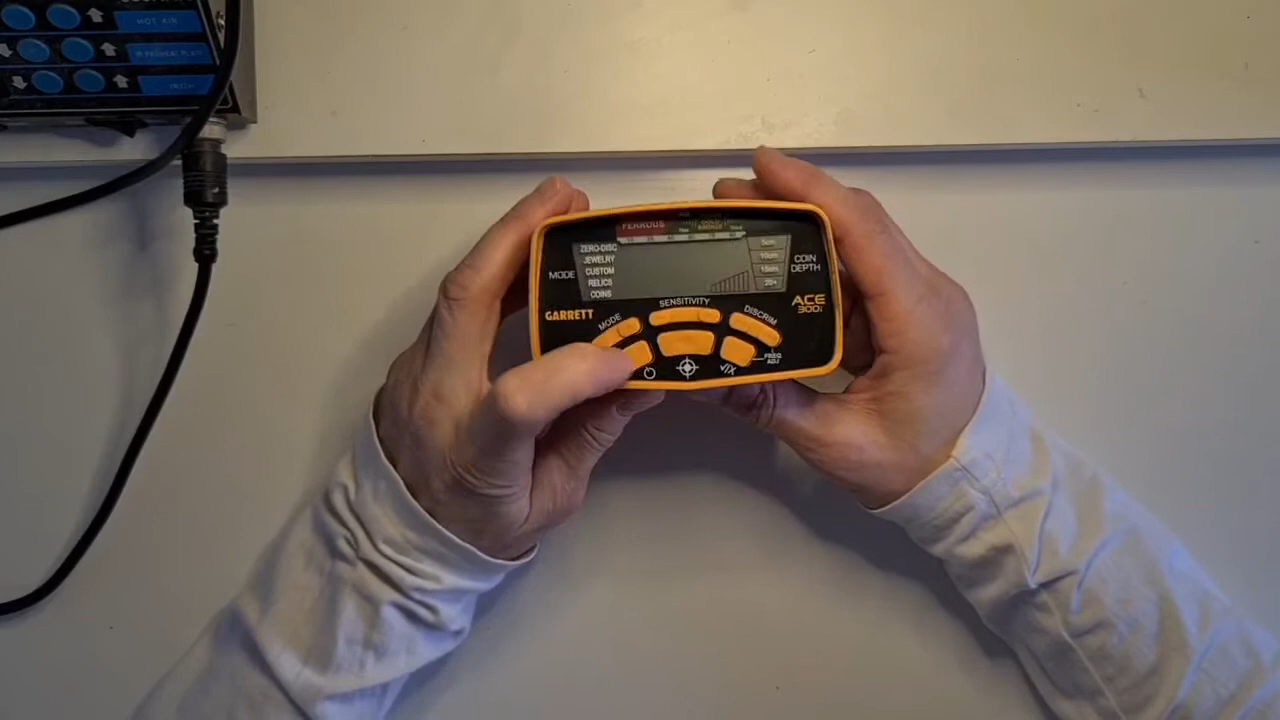 HOT AIR
FERROUS
ZERO-DISC
JEWELRY
CUSTOM
RELICS
COINS
MODE
5cm
10cm
15cm
20+
COIN
DEPTH
SENSITIVITY
GARRETT
MODE
DISCRIM
ACE
300i
FREQ
ADJ
√/X